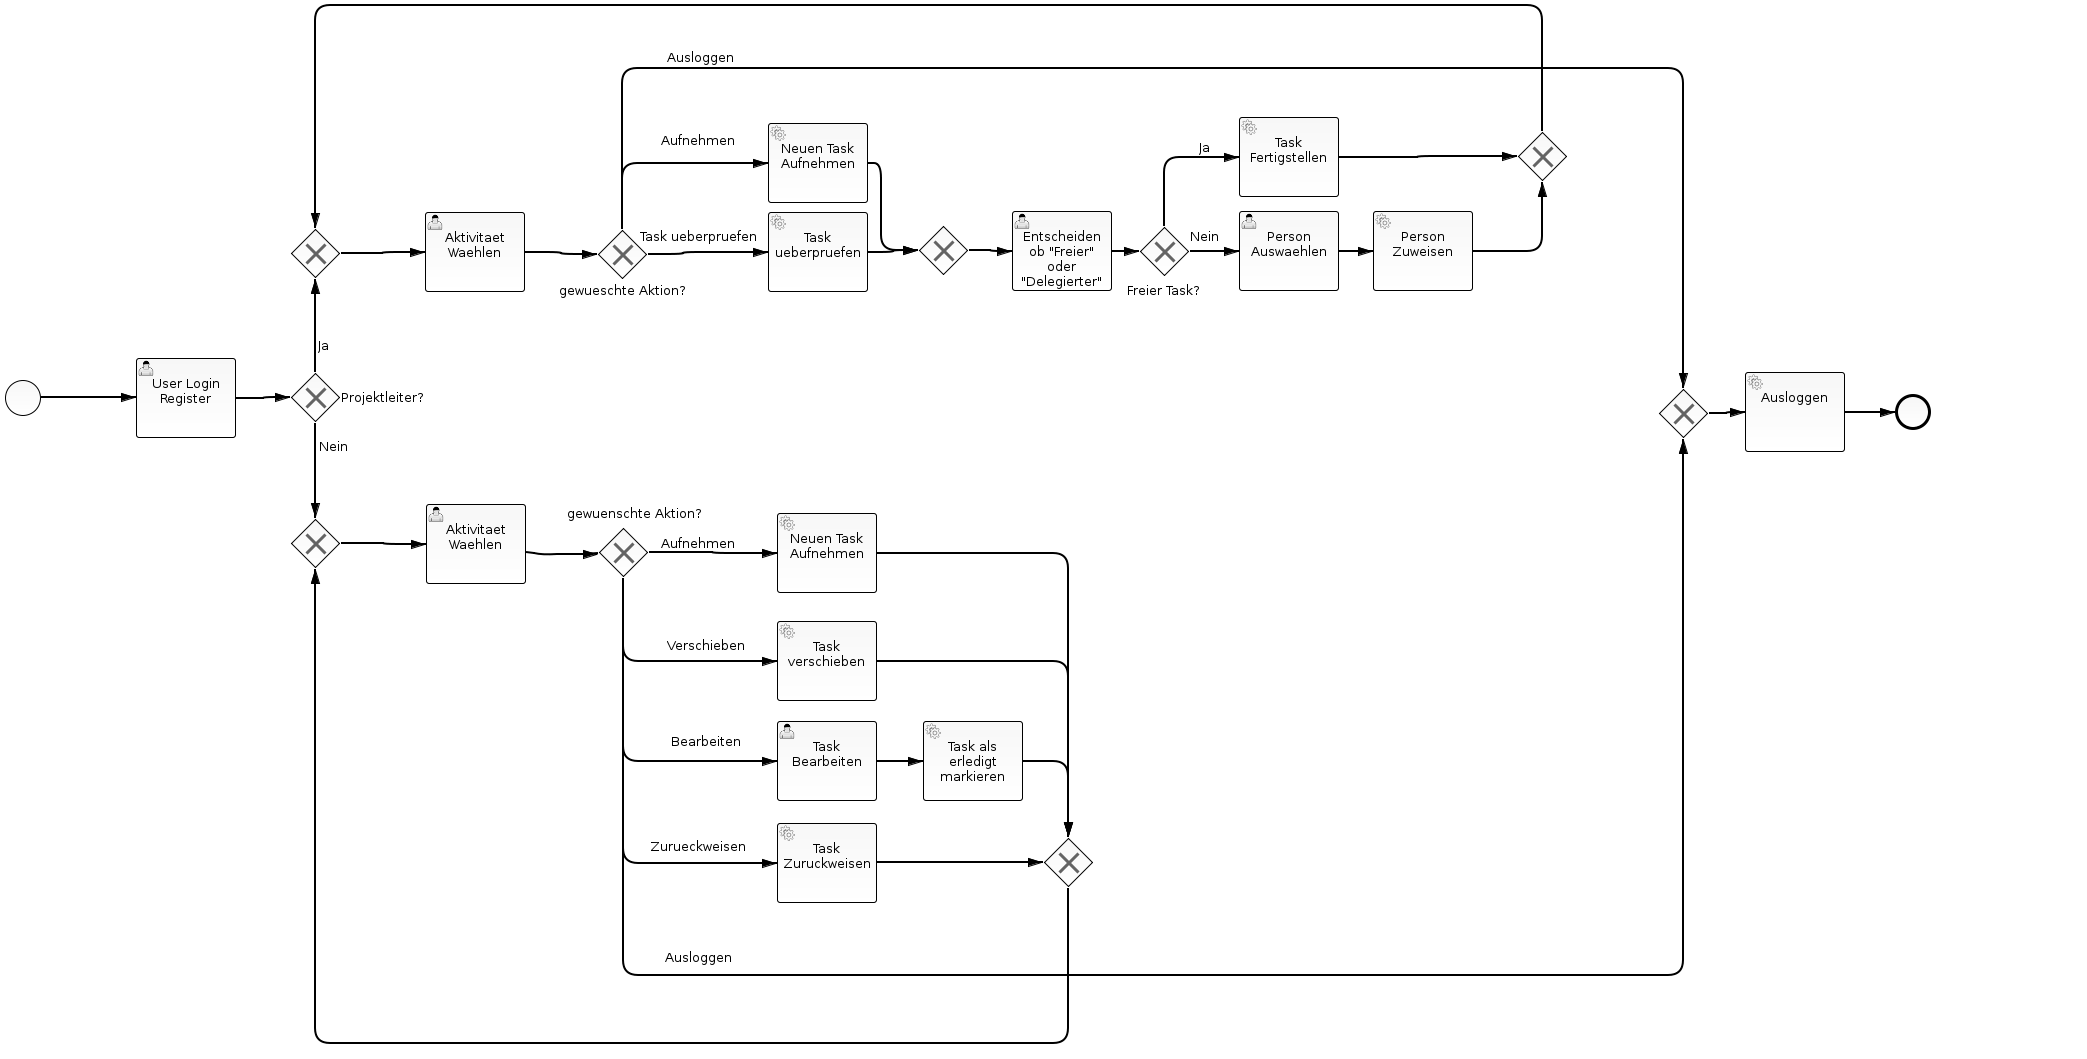 Ausloggen
Aufnehmen
Neuen Task
Aufnehmen
Ja
Task
Fertigstellen
Aktivitaet
Waehlen
Task ueberpruefen
Task
ueberpruefen
gewueschte Aktion?
Entscheiden
ob "Freier"
oder
"Delegierter"
Nein
Freier Task?
Person
Auswaehlen
Person
Zuweisen
Ja
User Login
Register
Projektleiter?
Nein
Ausloggen
Aktivitaet
Waehlen
gewuenschte Aktion?
Aufnehmen
Neuen Task
Aufnehmen
Verschieben
Task
verschieben
Bearbeiten
Task
Bearbeiten
Task als
erledigt
markieren
Zurueckweisen
Task
Zuruckweisen
Ausloggen